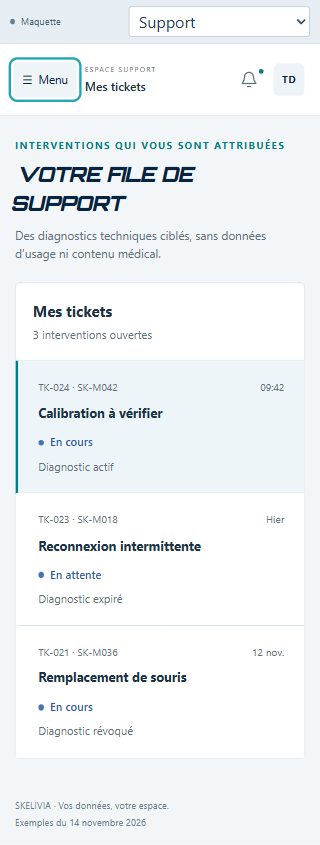 Maquette
Support
☰ Menu
ESPACE SUPPORT
Mes tickets
TD
INTERVENTIONS QUI VOUS SONT ATTRIBUÉES
VOTRE FILE DE
SUPPORT
Des diagnostics techniques ciblés, sans données
d'usage ni contenu médical.
Mes tickets
3 interventions ouvertes
TK-024 · SK-M042 09:42
Calibration à vérifier
En cours
Diagnostic actif
TK-023 · SK-M018 Hier
Reconnexion intermittente
En attente
Diagnostic expiré
TK-021 · SK-M036 12 nov.
Remplacement de souris
En cours
Diagnostic révoqué
SKELIVIA · Vos données, votre espace.
Exemples du 14 novembre 2026